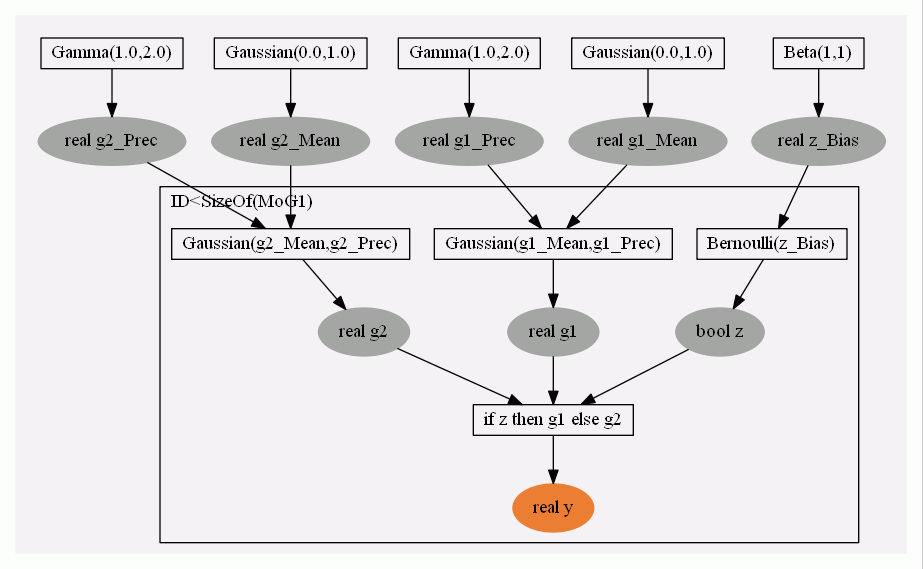 Gamma(1.0,2.0)
Gaussian(0.0,1.0)
Gamma(1.0,2.0)
Gaussian(0.0,1.0)
Beta(1,1)
real g2_Prec
real g2_Mean
real g1_Prec
real g1_Mean
real z_Bias
ID<SizeOf(MoG1)
Gaussian(g2_Mean,g2_Prec)
Gaussian(g1_Mean,g1_Prec)
Bernoulli(z_Bias)
real g2
real g1
bool z
if z then g1 else g2
real y